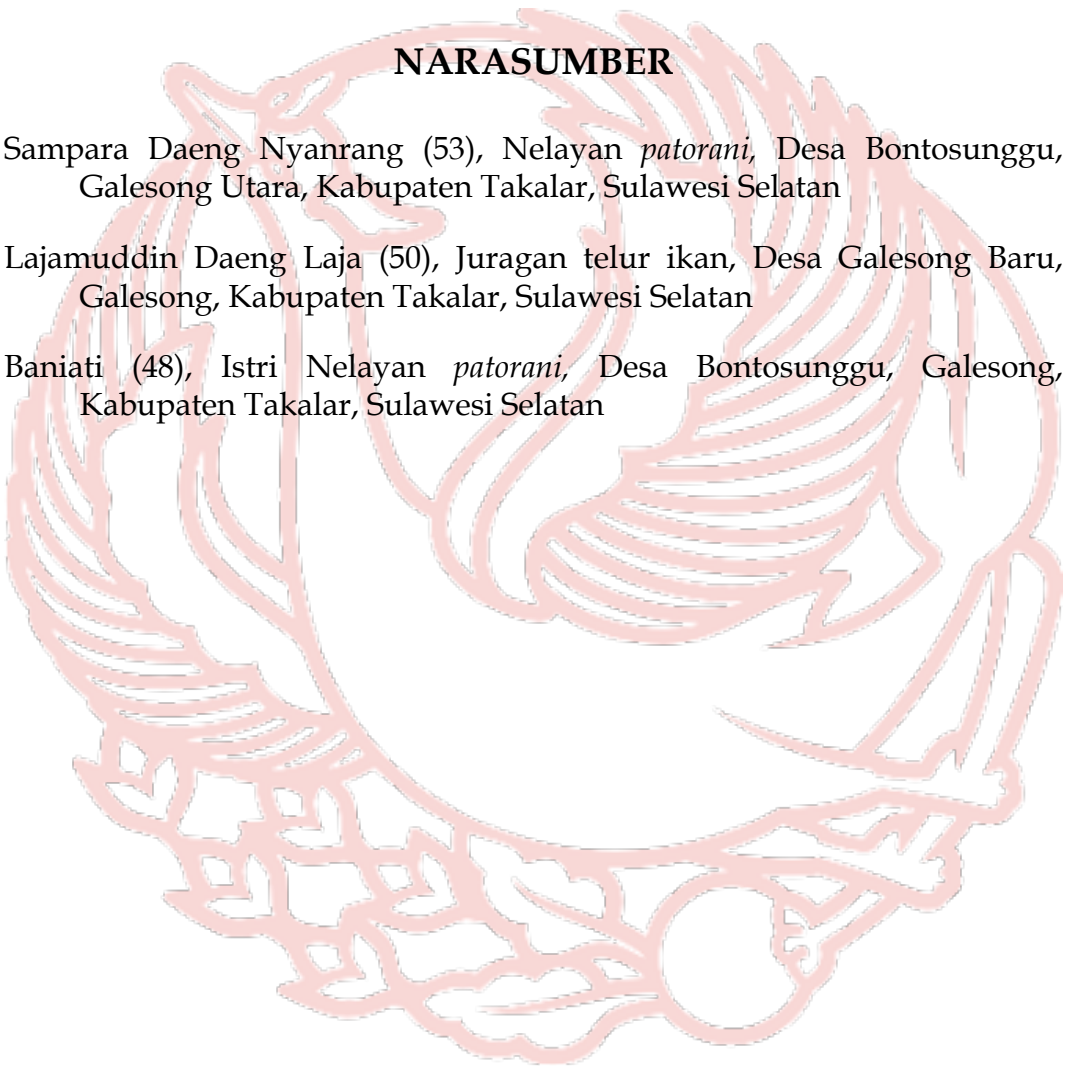 NARASUMBER
Sampara Daeng Nyanrang (53), Nelayan patorani, Desa Bontosunggu,
Galesong Utara, Kabupaten Takalar, Sulawesi Selatan
Lajamuddin Daeng Laja (50), Juragan telur ikan, Desa Galesong Baru,
Galesong, Kabupaten Takalar, Sulawesi Selatan
Baniati (48), Istri Nelayan patorani, Desa Bontosunggu, Galesong,
Kabupaten Takalar, Sulawesi Selatan